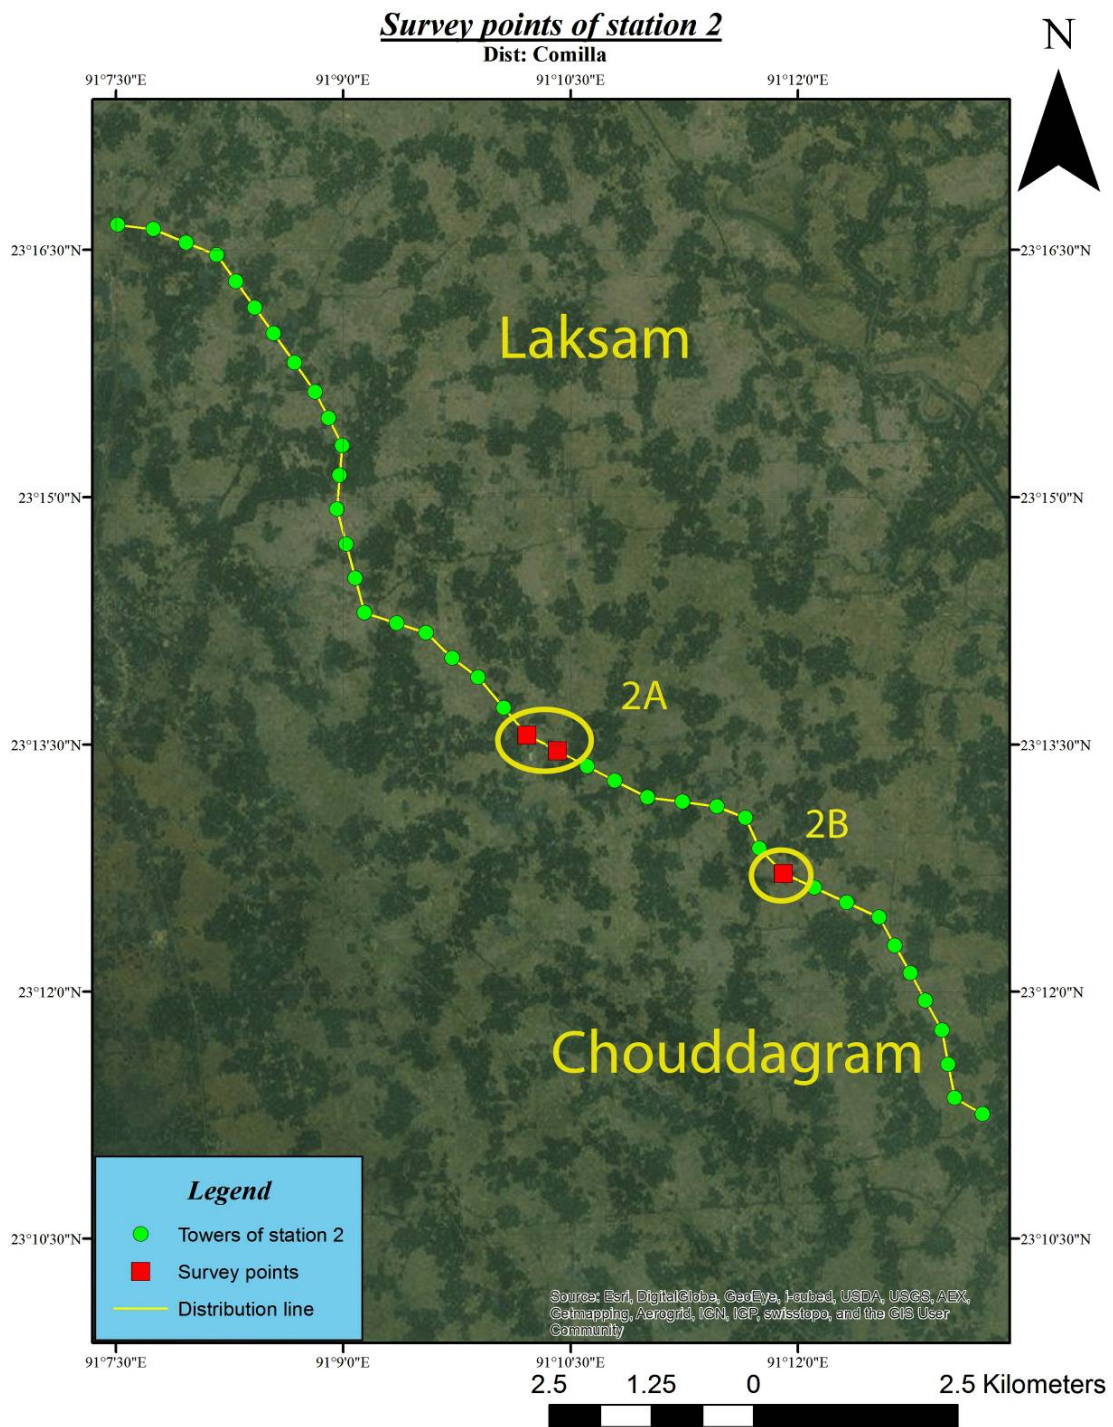 Survey points of station 2
Dist: Comilla
N
91°7'30"E 91°9'0"E 91°10'30"E 91°12'0"E
23°16'30"N 23°16'30"N
Laksam
23°15'0"N 23°15'0"N
2A
23°13'30"N 23°13'30"N
2B
23°12'0"N 23°12'0"N
Chouddagram
Legend
Towers of station 2
23°10'30"N 23°10'30"N
Survey points
Distribution line
Source: Esri, DigitalGlobe, GeoEye, i-cubed, USDA, USGS, AEX,
Getmapping, Aerogrid, IGN, IGP, swisstopo, and the GIS User
Community
91°7'30"E 91°9'0"E 91°10'30"E 91°12'0"E
2.5 1.25 0 2.5 Kilometers